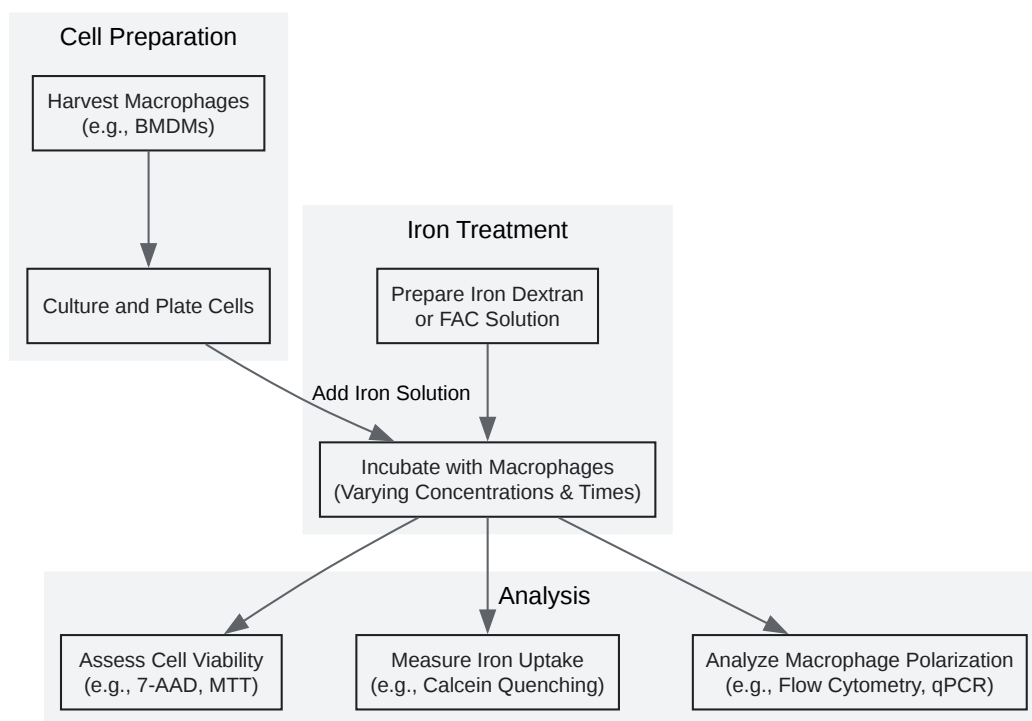 Cell Preparation
Harvest Macrophages
(e.g., BMDMs)
Culture and Plate Cells
Iron Treatment
Prepare Iron Dextran
or FAC Solution
Add Iron Solution
Incubate with Macrophages
(Varying Concentrations & Times)
Analysis
Assess Cell Viability
(e.g., 7-AAD, MTT)
Measure Iron Uptake
(e.g., Calcein Quenching)
Analyze Macrophage Polarization
(e.g., Flow Cytometry, qPCR)